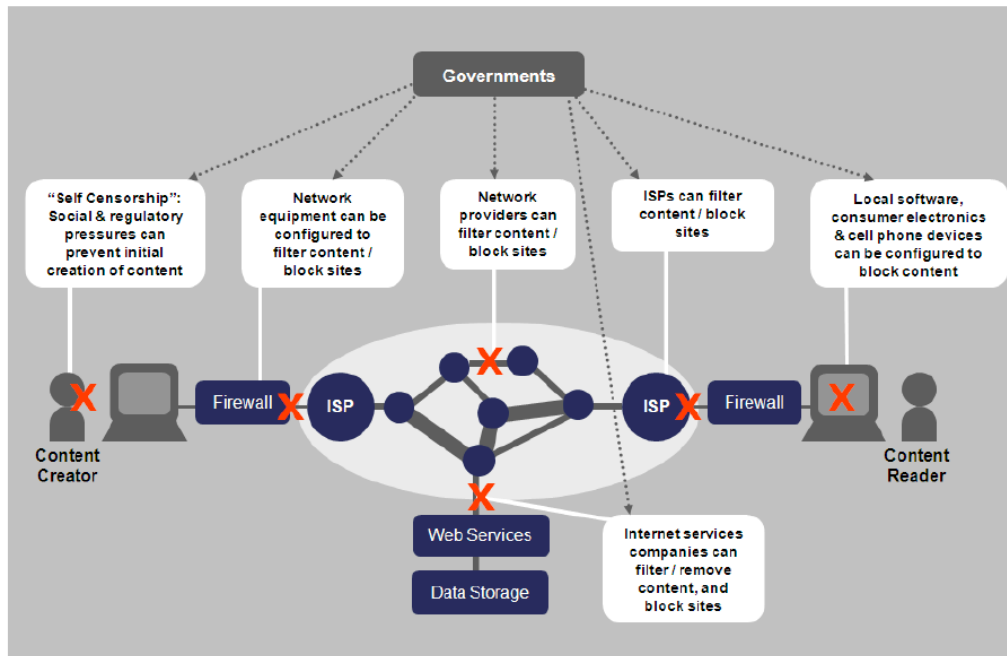 Governments
“Self Censorship”:
Social & regulatory
pressures can
prevent initial
creation of content
Network
equipment can be
configured to
filter content /
block sites
Network
providers can
filter content /
block sites
ISPs can filter
content / block
sites
Local software,
consumer electronics
& cell phone devices
can be configured to
block content
X
X
X
X
X
X
Firewall
ISP
ISP
Firewall
Content
Creator
Content
Reader
Web Services
Data Storage
Internet services
companies can
filter / remove
content, and
block sites